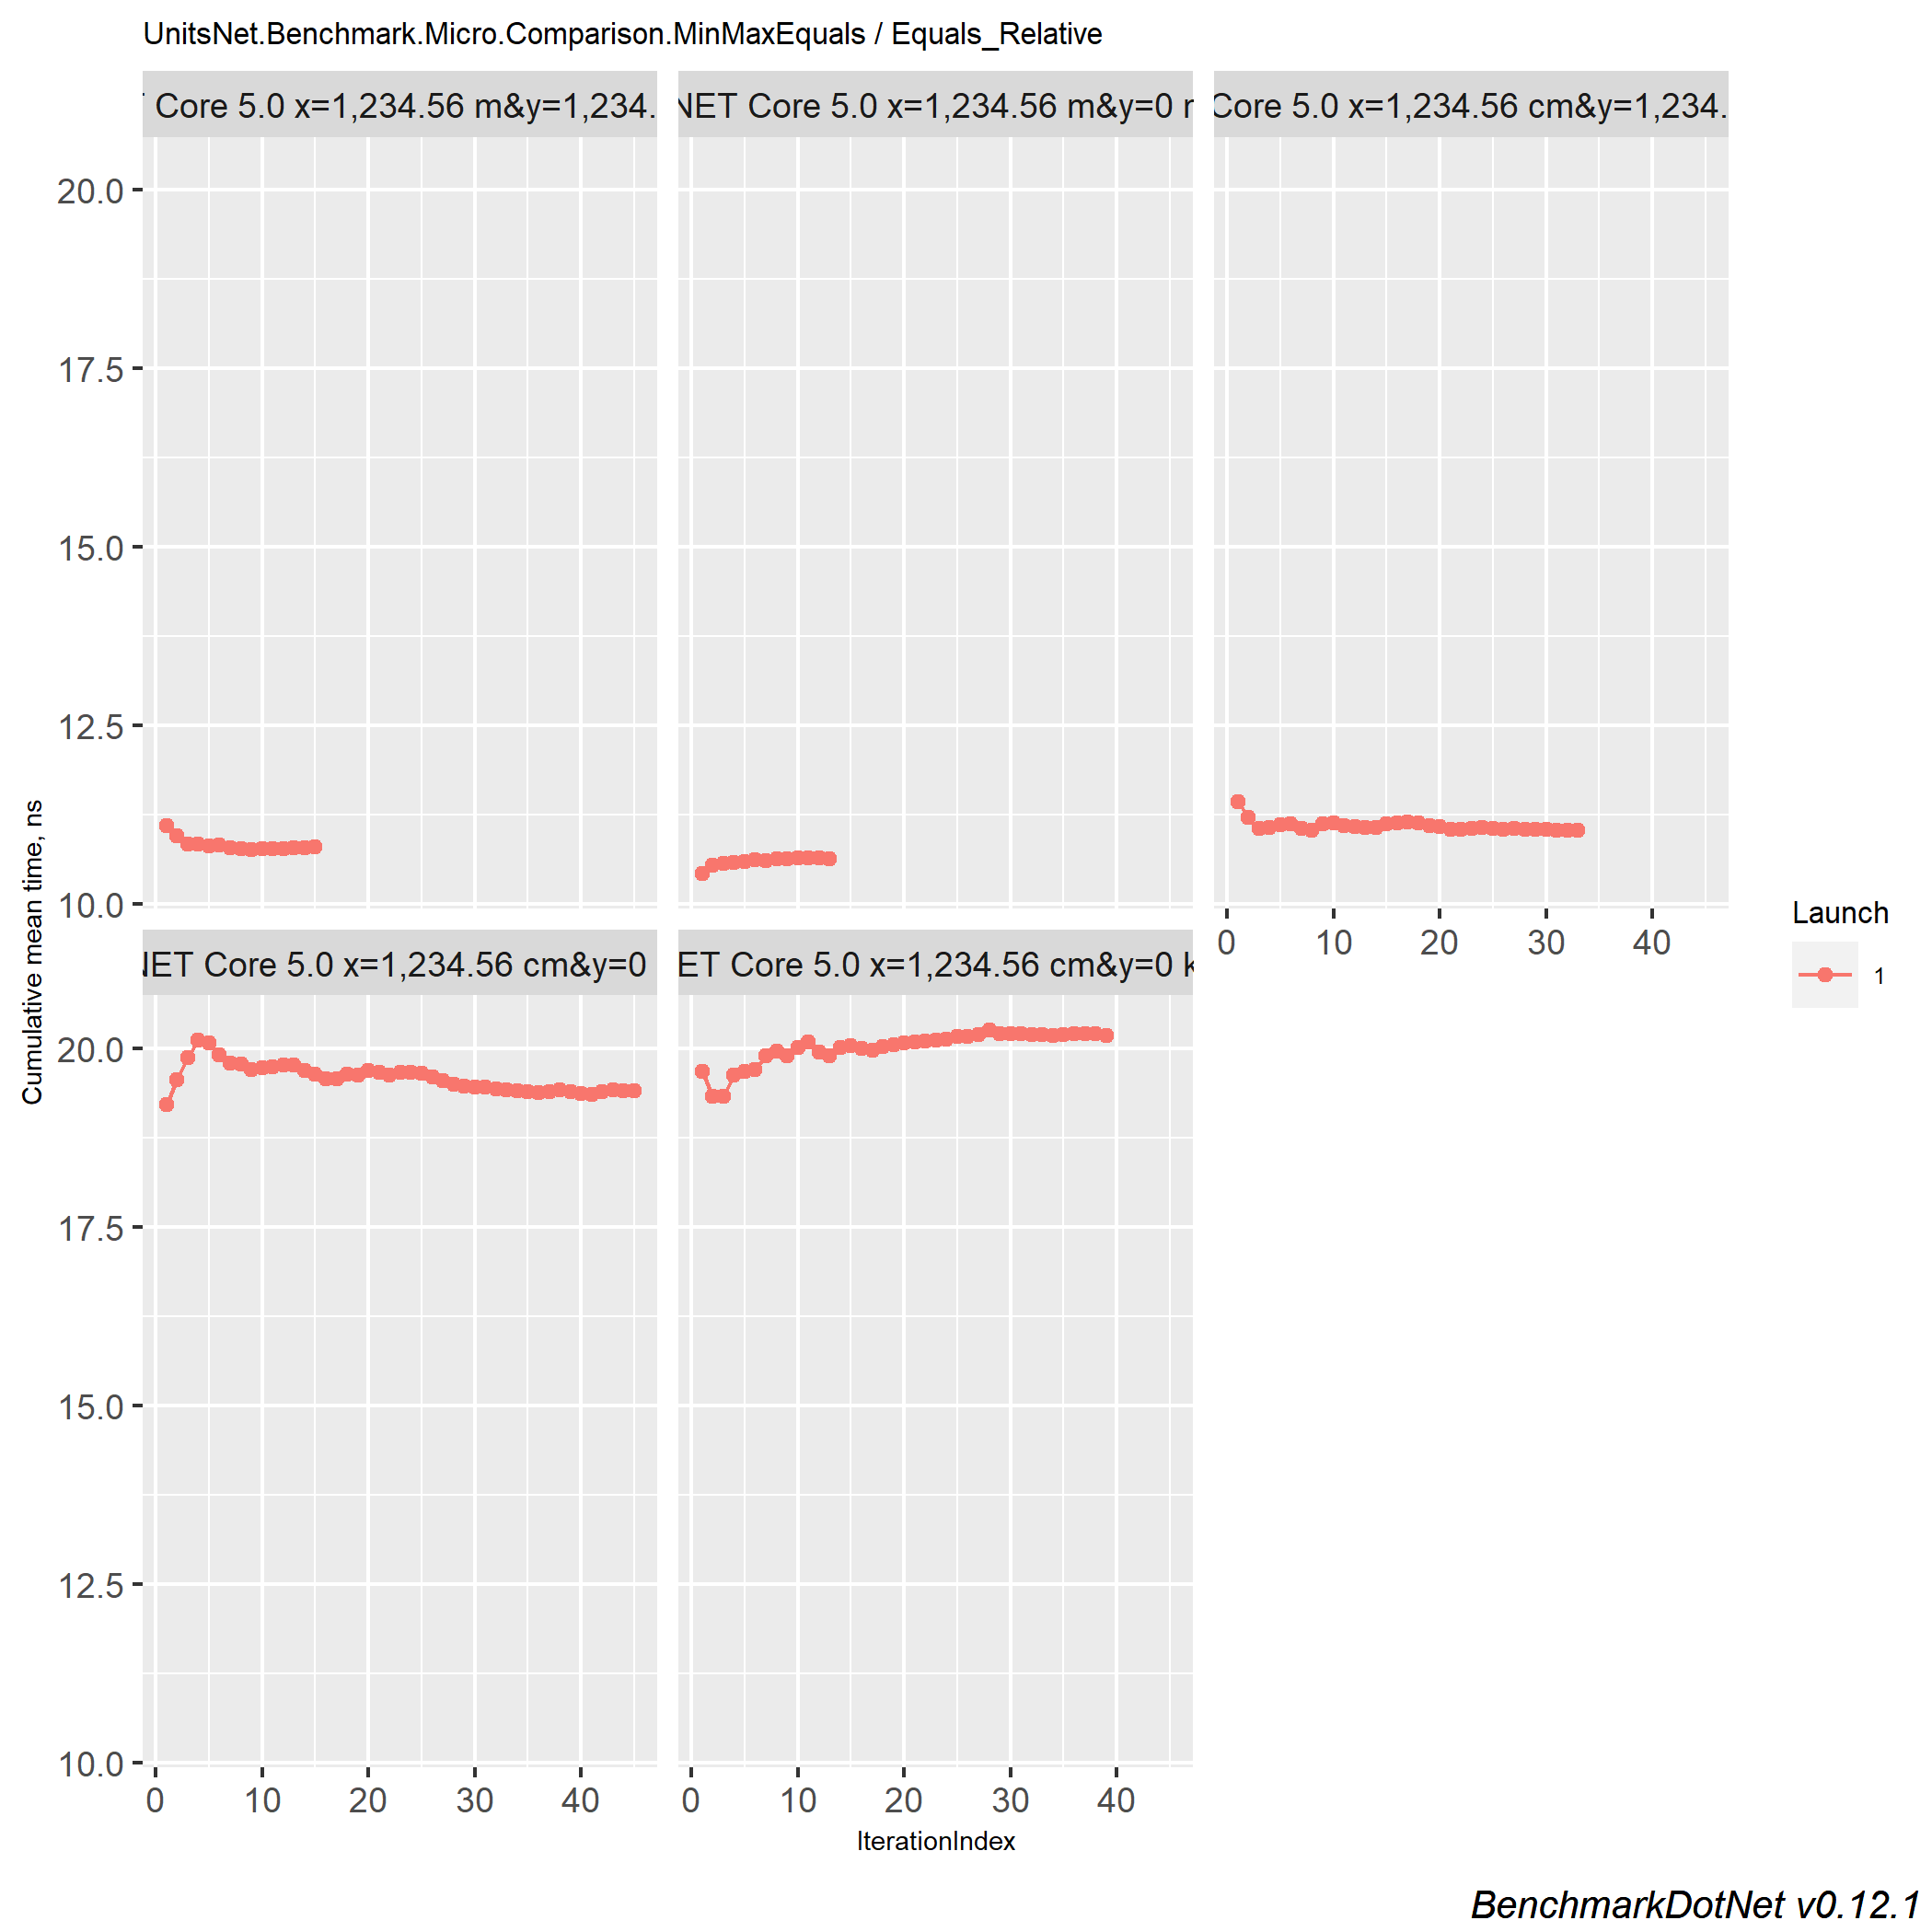 UnitsNet.Benchmark.Micro.Comparison.MinMaxEquals / Equals_Relative
Core 5.0 x=1,234.56 m&y=1,234.
NET Core 5.0 x=1,234.56 m&y=0
Core 5.0 x=1,234.56 cm&y=1,234.
20.0
17.5
15.0
12.5
10.0
0 10 20 30 40
Cumulative mean time, ns
Launch
1
NET Core 5.0 x=1,234.56 cm&y=0
ET Core 5.0 x=1,234.56 cm&y=0 k
20.0
17.5
15.0
12.5
10.0
0 10 20 30 40
0 10 20 30 40
IterationIndex
BenchmarkDotNet v0.12.1